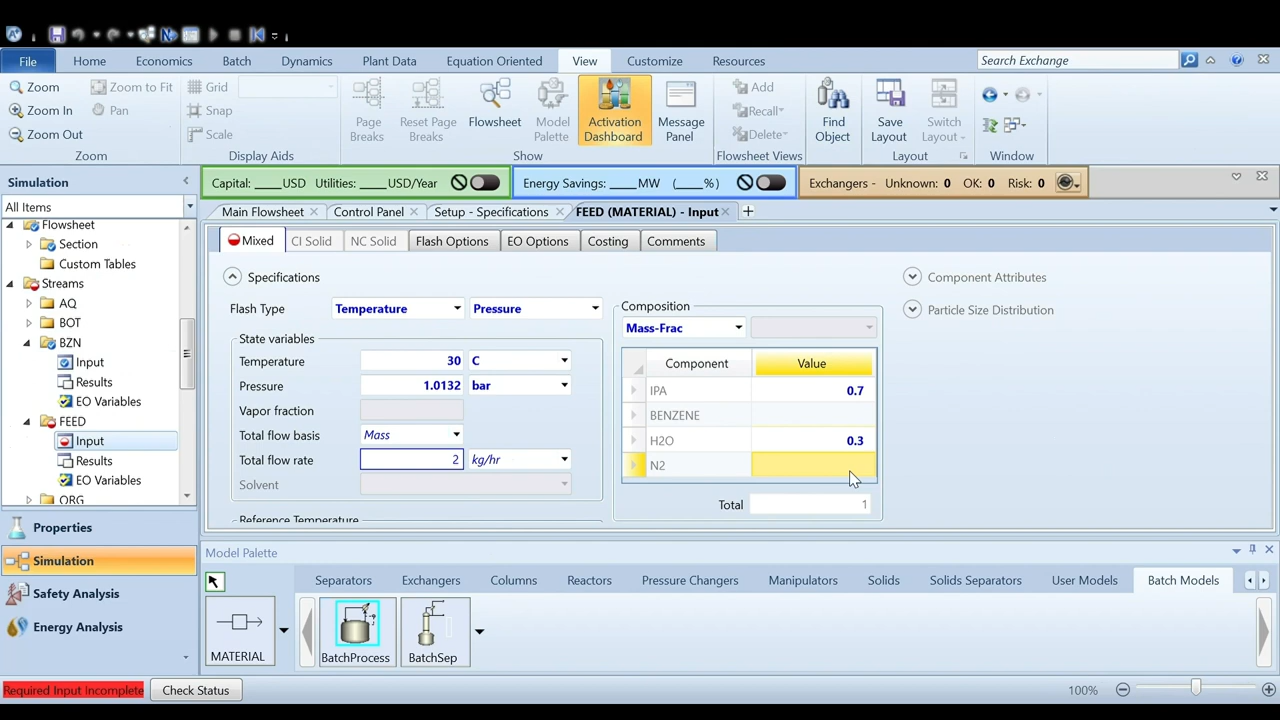 File Home Economics Batch Dynamics Plant Data Equation Oriented View Customize Resources Search Exchange
Zoom Zoom to Fit Grid
Zoom In Pan Snap
Zoom Out Scale
Page Breaks Reset Page Breaks Flowsheet Model Palette Activation Dashboard Message Panel
Add
Recall
Delete
Find Object Save Layout Switch Layout
Zoom Display Aids Show Flowsheet Views Layout Window
Simulation
Capital: ____USD Utilities: ____USD/Year Energy Savings: ____MW (____%) Exchangers - Unknown: 0 OK: 0 Risk: 0
All Items
Main Flowsheet Control Panel Setup - Specifications FEED (MATERIAL) - Input
Flowsheet
Section
Custom Tables
Streams
AQ
BOT
BZN
Input
Results
EO Variables
FEED
Input
Results
EO Variables
ORG
Mixed CI Solid NC Solid Flash Options EO Options Costing Comments
Specifications
Flash Type Temperature Pressure
State variables
Temperature 30 C
Pressure 1.0132 bar
Vapor fraction
Total flow basis Mass
Total flow rate 2 kg/hr
Solvent
Reference Temperature
Composition
Mass-Frac
Component Value
IPA 0.7
BENZENE
H2O 0.3
N2
Total 1
Component Attributes
Particle Size Distribution
Properties
Simulation
Safety Analysis
Energy Analysis
Model Palette
Separators Exchangers Columns Reactors Pressure Changers Manipulators Solids Solids Separators User Models Batch Models
MATERIAL BatchProcess BatchSep
Required Input Incomplete Check Status 100%